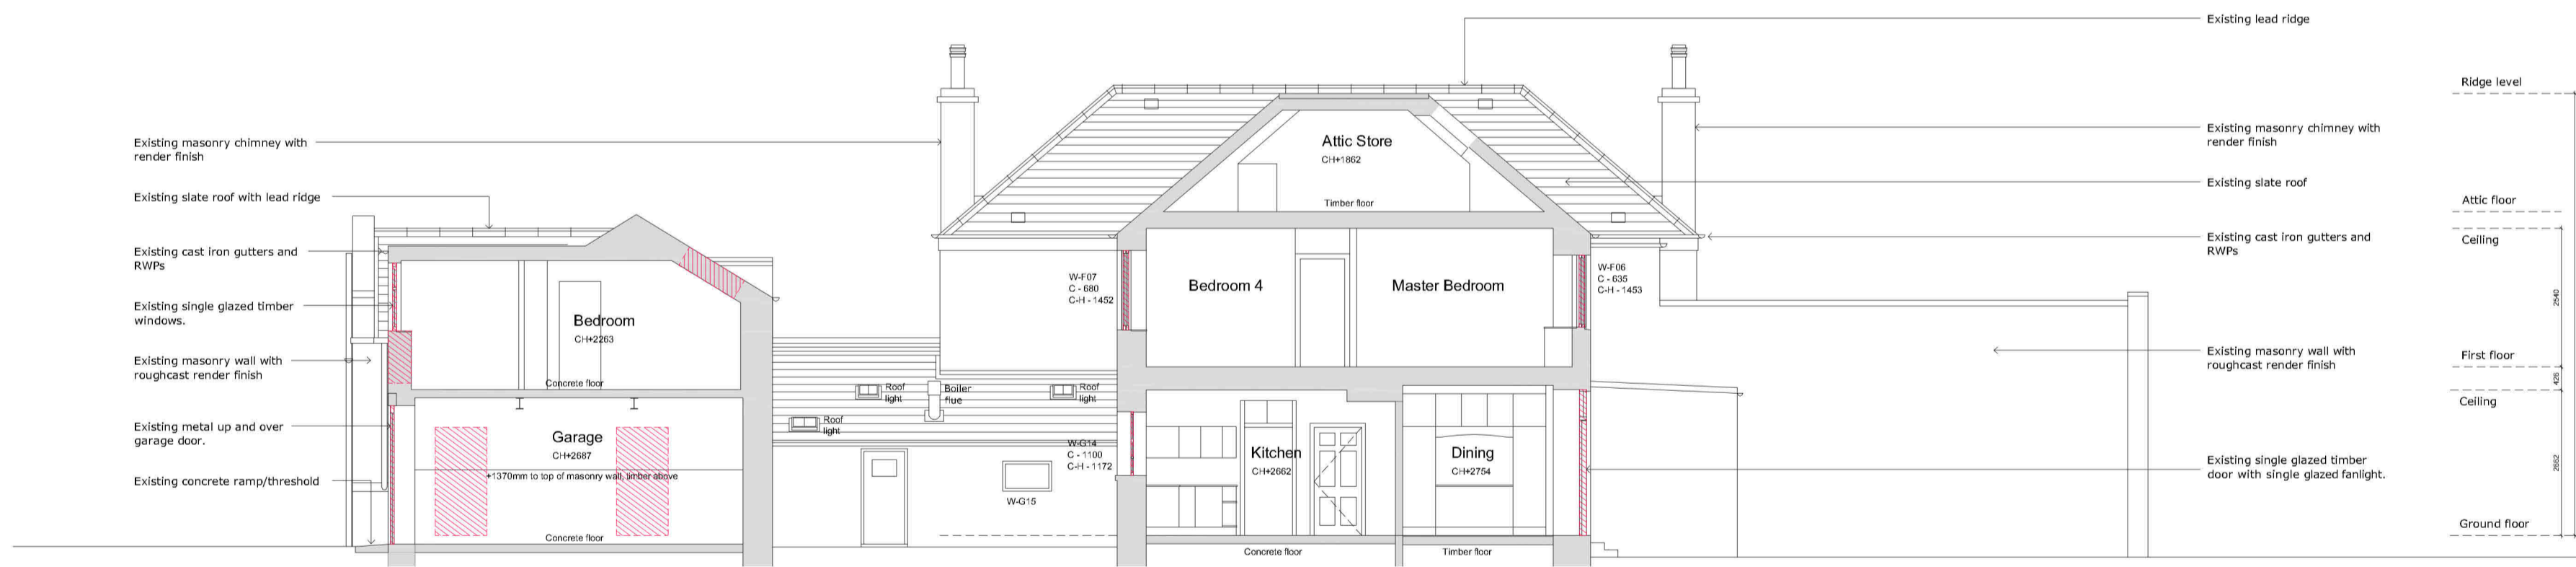 Existing lead ridge
Ridge level
Existing masonry chimney with
render finish
Existing masonry chimney with
render finish
Attic Store
CH+1862
Existing slate roof
Existing slate roof with lead ridge
Timber floor
Attic floor
Existing cast iron gutters and
RWPs
Existing cast iron gutters and
RWPs
Ceiling
W-F07
C - 680
C-H - 1452
Bedroom 4
Master Bedroom
W-F06
C - 635
C-H - 1453
2540
Existing single glazed timber
windows.
Bedroom
CH+2263
Existing masonry wall with
roughcast render finish
Existing masonry wall with
roughcast render finish
First floor
426
Concrete floor
Roof
light
Boiler
flue
Roof
light
Ceiling
Roof
light
Existing metal up and over
garage door.
Garage
CH+2687
+1370mm to top of masonry wall, timber above
W-G14
C - 1100
C-H - 1172
Kitchen
CH+2662
Dining
CH+2754
Existing single glazed timber
door with single glazed fanlight.
2662
Existing concrete ramp/threshold
W-G15
Ground floor
Concrete floor
Concrete floor
Timber floor